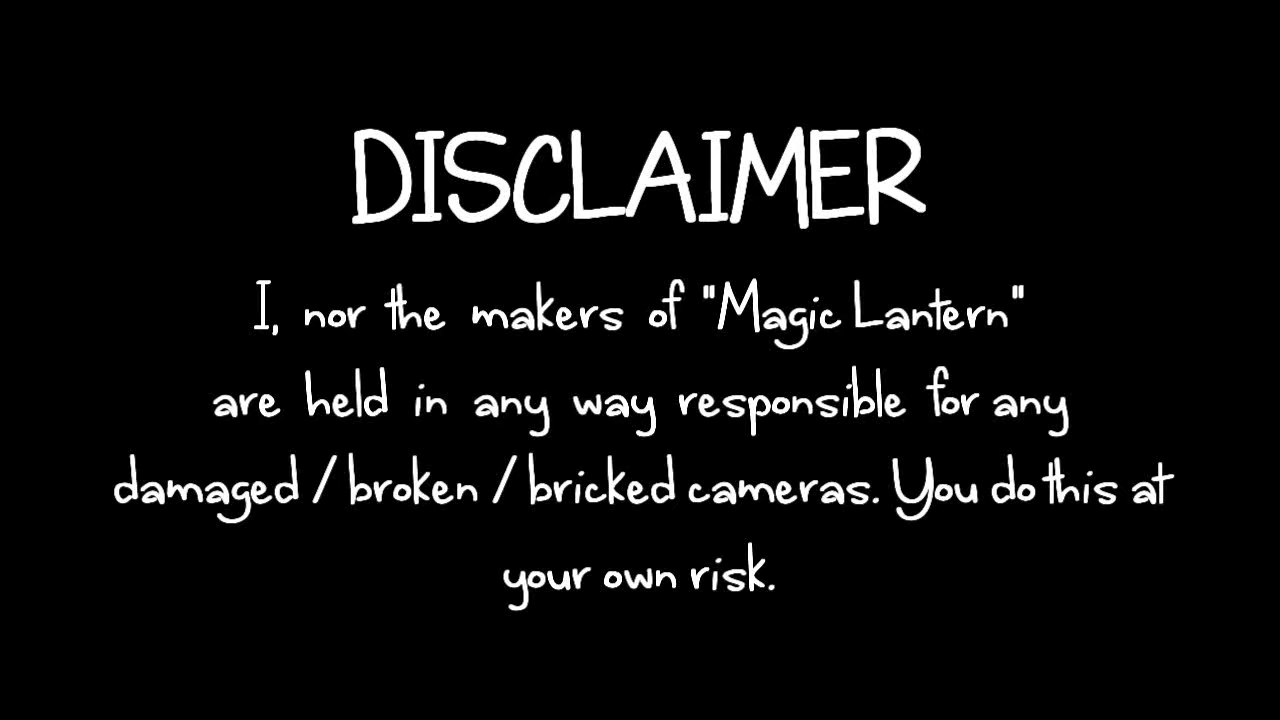 DISCLAIMER
I, nor the makers of "Magic Lantern"
are held in any way responsible for any
damaged / broken / bricked cameras. You do this at
your own risk.